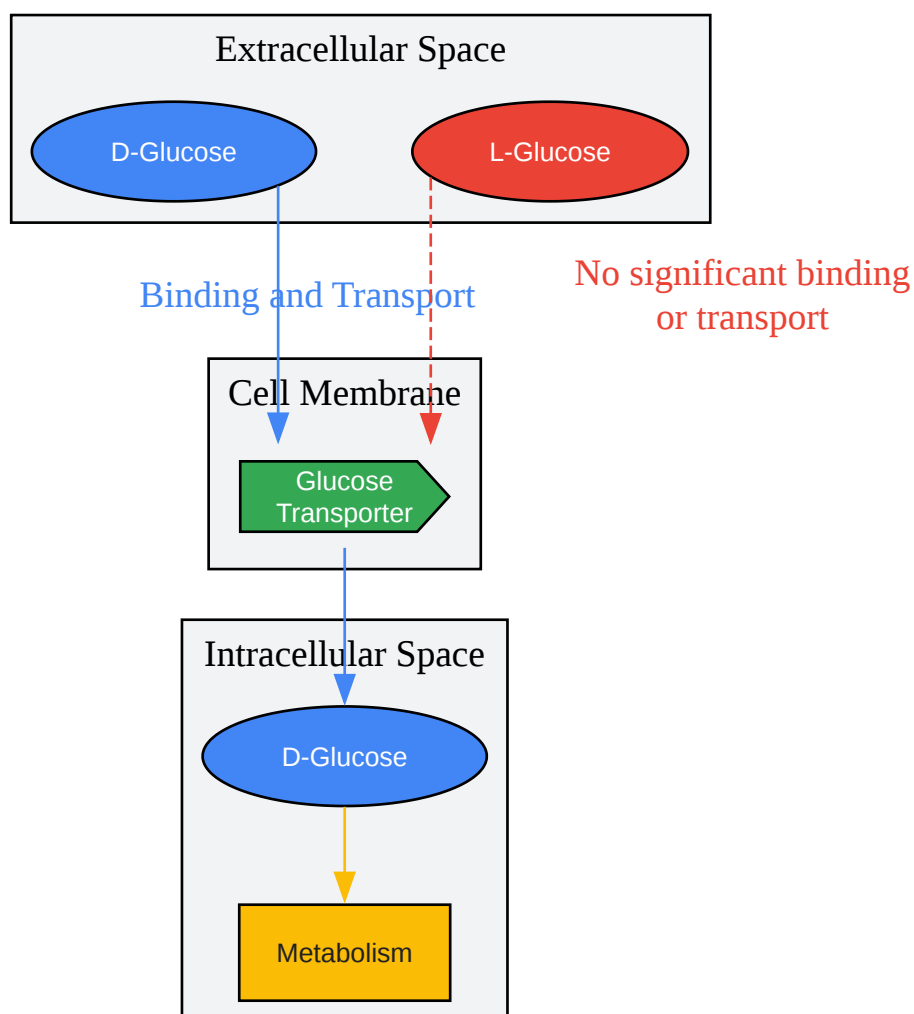 Extracellular Space
D-Glucose
L-Glucose
No significant binding
or transport
Binding and Transport
Cell Membrane
Glucose
Transporter
Intracellular Space
D-Glucose
Metabolism